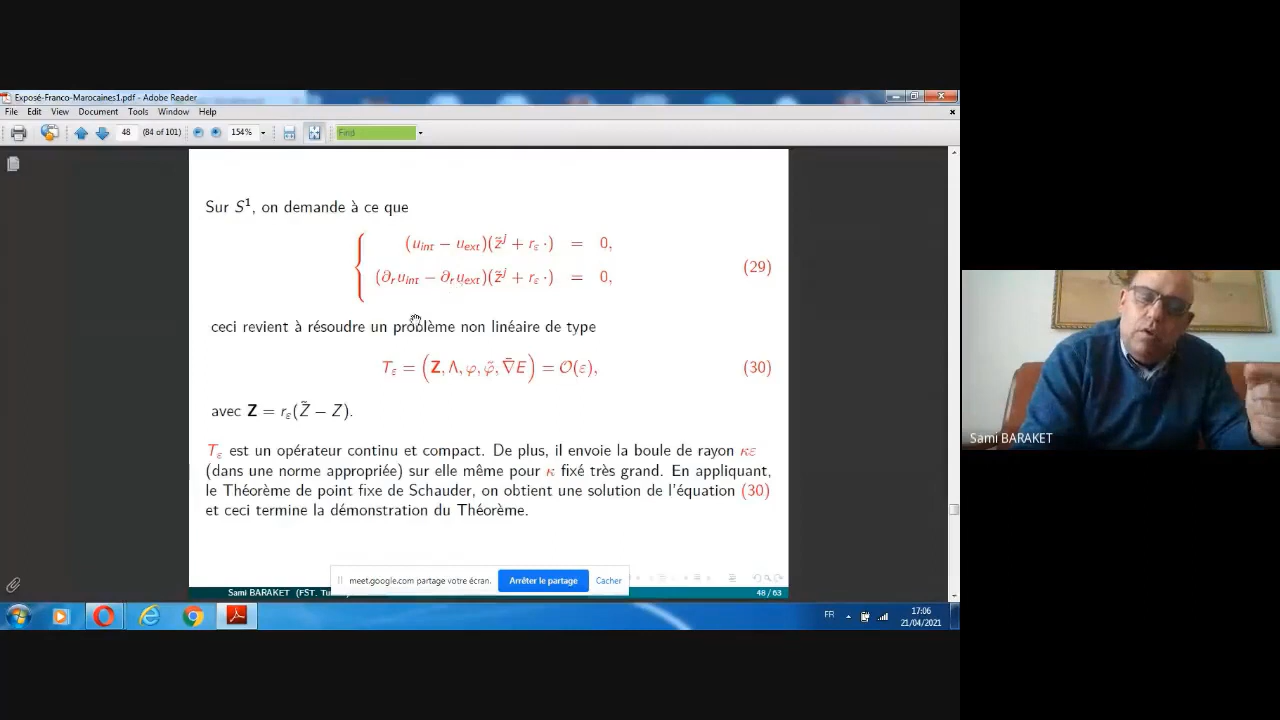 Exposé-Franco-Marocaines1.pdf - Adobe Reader
File Edit View Document Tools Window Help
48 (84 of 101) 154% Find
Sur S¹, on demande à ce que
(u_int − u_ext)(z̃ʲ + r_ε ·) = 0,
(∂_r u_int − ∂_r u_ext)(z̃ʲ + r_ε ·) = 0,
(29)
ceci revient à résoudre un problème non linéaire de type
T_ε = (Z, Λ, φ, φ̃, ∇̄E) = O(ε), (30)
avec Z = r_ε(Z̃ − Z).
T_ε est un opérateur continu et compact. De plus, il envoie la boule de rayon κε
(dans une norme appropriée) sur elle même pour κ fixé très grand. En appliquant,
le Théorème de point fixe de Schauder, on obtient une solution de l'équation (30)
et ceci termine la démonstration du Théorème.
meet.google.com partage votre écran. Arrêter le partage Cacher
Sami BARAKET (FST. 48 / 63
FR 17:06
21/04/2021
Sami BARAKET